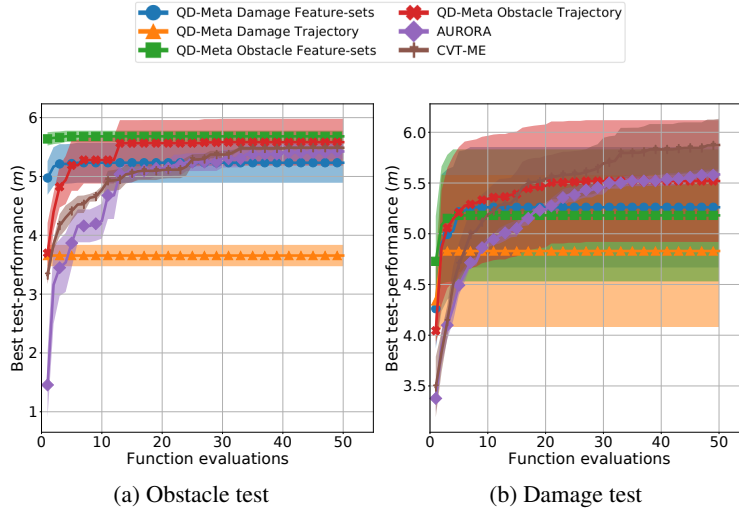 QD-Meta Damage Feature-sets
QD-Meta Damage Trajectory
QD-Meta Obstacle Feature-sets
QD-Meta Obstacle Trajectory
AURORA
CVT-ME
Best test-performance (m)
6
5
4
3
2
1
0 10 20 30 40 50
Function evaluations
(a) Obstacle test
Best test-performance (m)
6.0
5.5
5.0
4.5
4.0
3.5
0 10 20 30 40 50
Function evaluations
(b) Damage test